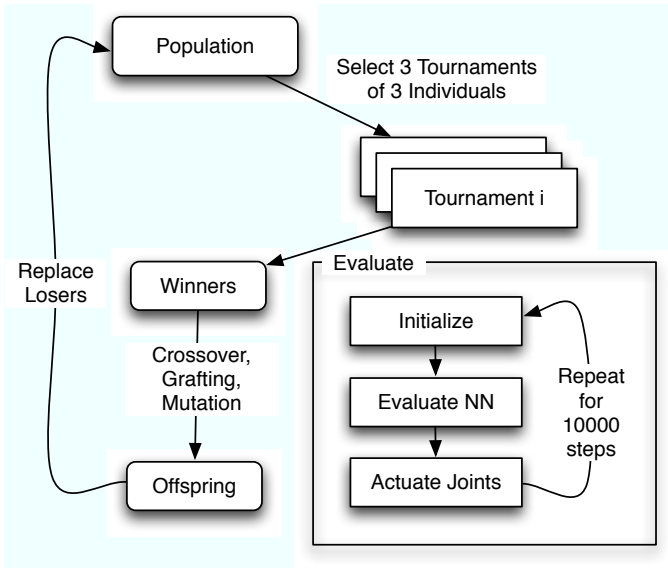 Population
Select 3 Tournaments
of 3 Individuals
Tournament i
Winners
Crossover,
Grafting,
Mutation
Offspring
Replace
Losers
Evaluate
Initialize
Evaluate NN
Actuate Joints
Repeat
for
10000
steps